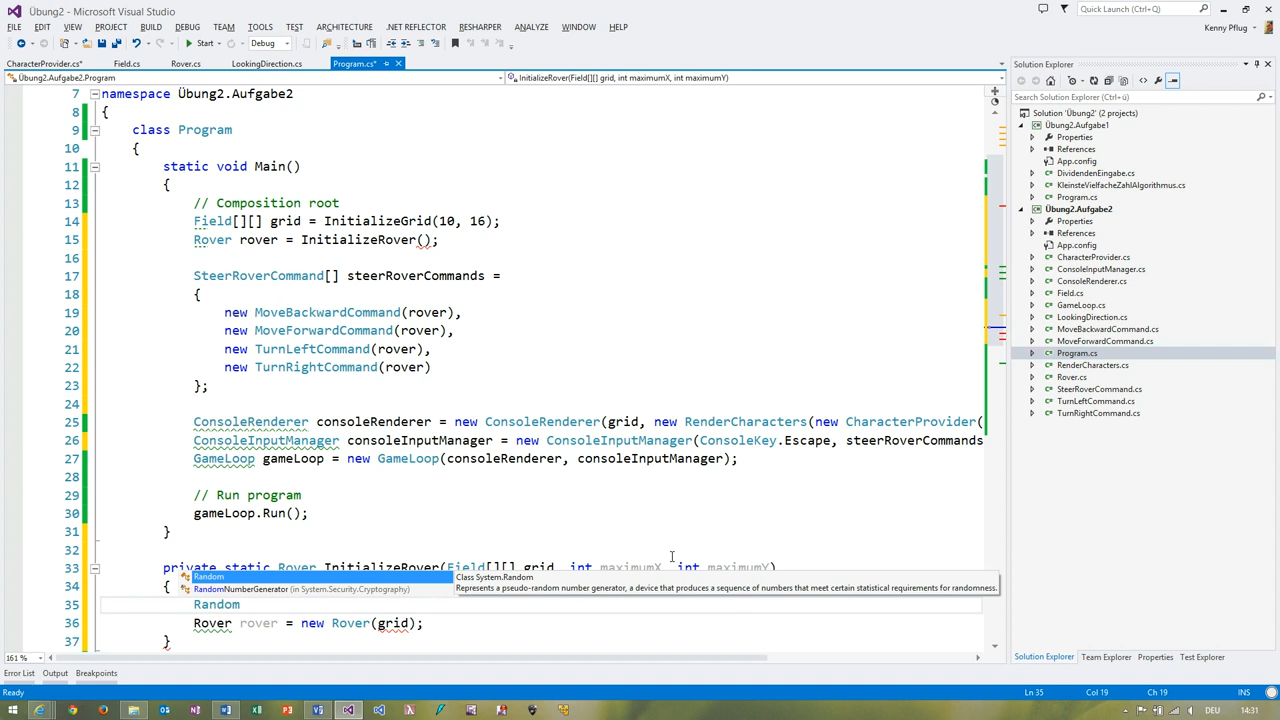 Übung2 - Microsoft Visual Studio
Quick Launch (Ctrl+Q)
FILE EDIT VIEW PROJECT BUILD DEBUG TEAM TOOLS TEST ARCHITECTURE .NET REFLECTOR RESHARPER ANALYZE WINDOW HELP
Kenny Pflug
Start Debug
CharacterProvider.cs* Field.cs Rover.cs LookingDirection.cs Program.cs*
Übung2.Aufgabe2.Program
InitializeRover(Field[][] grid, int maximumX, int maximumY)
7 namespace Übung2.Aufgabe2
8 {
9 class Program
10 {
11 static void Main()
12 {
13 // Composition root
14 Field[][] grid = InitializeGrid(10, 16);
15 Rover rover = InitializeRover();
16
17 SteerRoverCommand[] steerRoverCommands =
18 {
19 new MoveBackwardCommand(rover),
20 new MoveForwardCommand(rover),
21 new TurnLeftCommand(rover),
22 new TurnRightCommand(rover)
23 };
24
25 ConsoleRenderer consoleRenderer = new ConsoleRenderer(grid, new RenderCharacters(new CharacterProvider(
26 ConsoleInputManager consoleInputManager = new ConsoleInputManager(ConsoleKey.Escape, steerRoverCommands
27 GameLoop gameLoop = new GameLoop(consoleRenderer, consoleInputManager);
28
29 // Run program
30 gameLoop.Run();
31 }
32
33 private static Rover InitializeRover(Field[][] grid, int maximumX, int maximumY)
34 {
Random
RandomNumberGenerator (in System.Security.Cryptography)
Class System.Random
Represents a pseudo-random number generator, a device that produces a sequence of numbers that meet certain statistical requirements for randomness.
35 Random
36 Rover rover = new Rover(grid);
37 }
161 %
Error List Output Breakpoints
Ready
Ln 35 Col 19 Ch 19 INS
Solution Explorer
Search Solution Explorer (Ctrl+ü)
Solution 'Übung2' (2 projects)
Übung2.Aufgabe1
Properties
References
App.config
DividendenEingabe.cs
KleinsteVielfacheZahlAlgorithmus.cs
Program.cs
Übung2.Aufgabe2
Properties
References
App.config
CharacterProvider.cs
ConsoleInputManager.cs
ConsoleRenderer.cs
Field.cs
GameLoop.cs
LookingDirection.cs
MoveBackwardCommand.cs
MoveForwardCommand.cs
Program.cs
RenderCharacters.cs
Rover.cs
SteerRoverCommand.cs
TurnLeftCommand.cs
TurnRightCommand.cs
Solution Explorer Team Explorer Properties Test Explorer
DEU 14:31